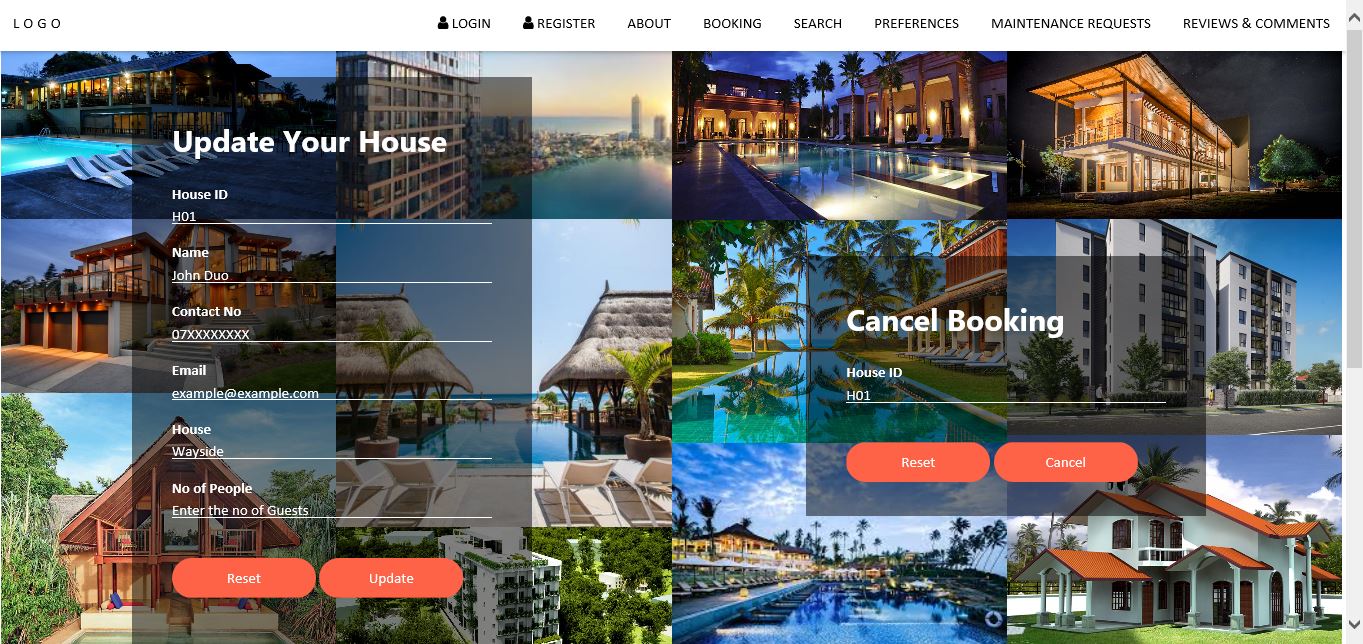 LOGO
LOGIN
REGISTER
ABOUT
BOOKING
SEARCH
PREFERENCES
MAINTENANCE REQUESTS
REVIEWS & COMMENTS
Update Your House
House ID
H01
Name
John Duo
Contact No
07XXXXXXXX
Email
example@example.com
House
Wayside
No of People
Enter the no of Guests
Reset
Update
Cancel Booking
House ID
H01
Reset
Cancel